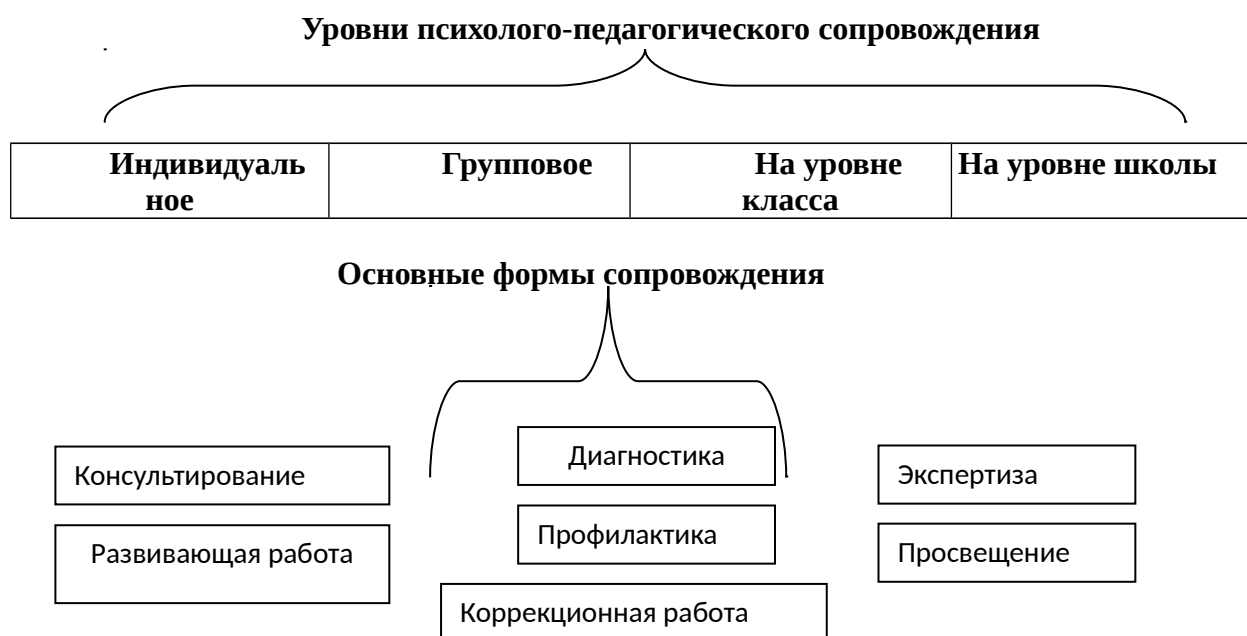 Уровни психолого-педагогического сопровождения
Индивидуаль
ное
Групповое
На уровне
класса
На уровне школы
Основные формы сопровождения
Консультирование
Диагностика
Экспертиза
Развивающая работа
Профилактика
Просвещение
Коррекционная работа